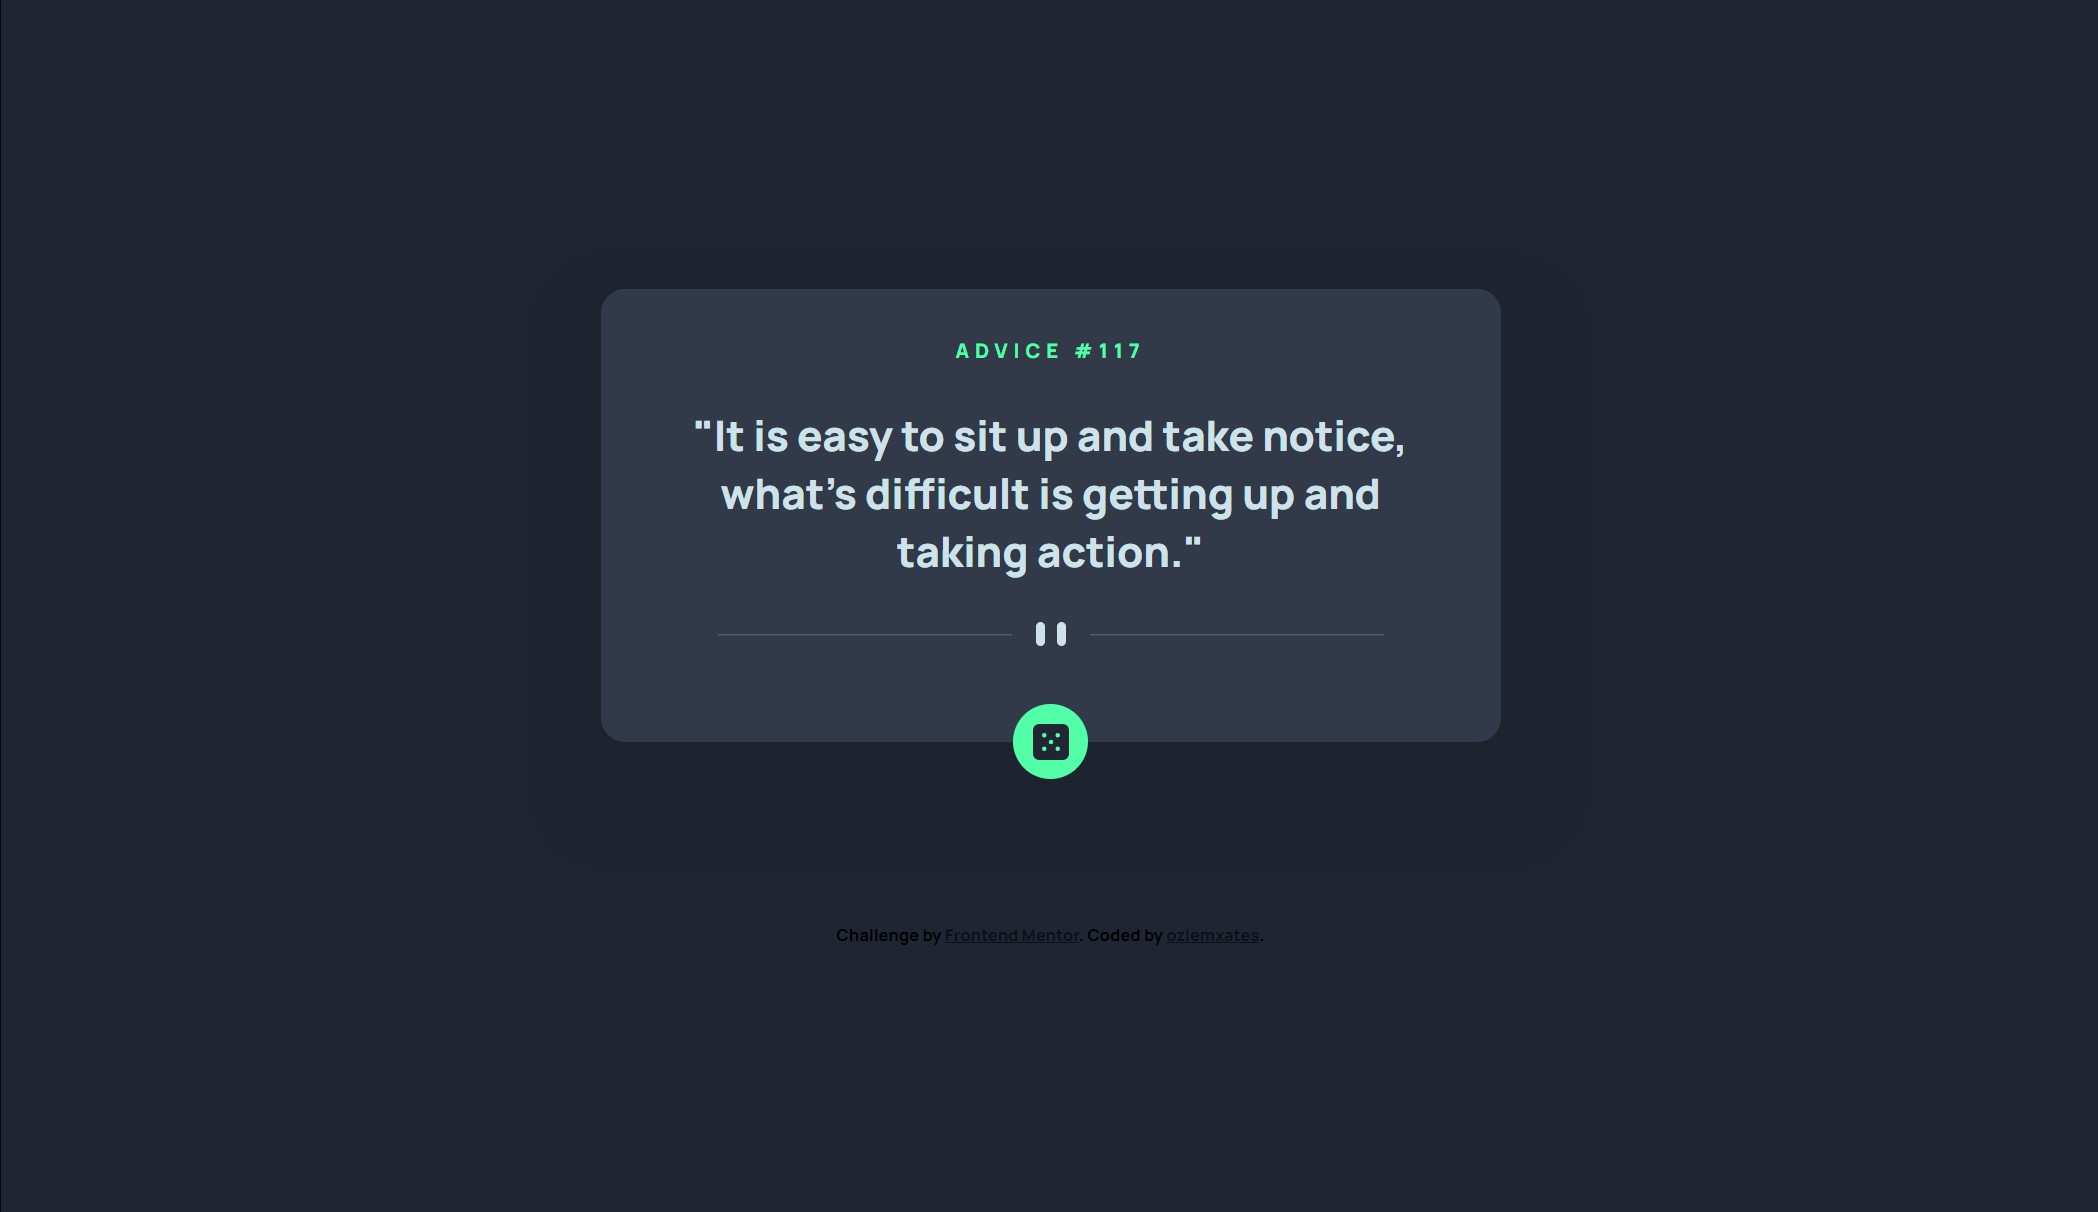 ADVICE #117
"It is easy to sit up and take notice,
what’s difficult is getting up and
taking action."
Challenge by Frontend Mentor. Coded by ozlemxates.